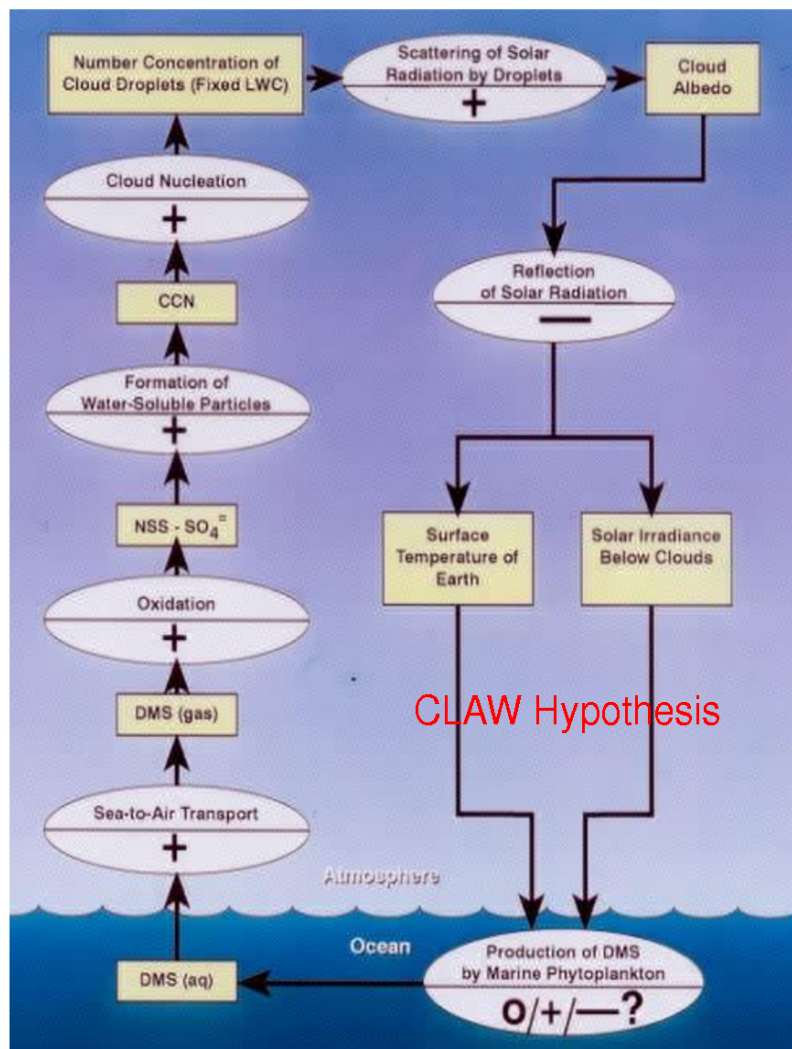 Number Concentration of
Cloud Droplets (Fixed LWC)
Scattering of Solar
Radiation by Droplets
+
Cloud
Albedo
Cloud Nucleation
+
Reflection
of Solar Radiation
—
CCN
Formation of
Water-Soluble Particles
+
NSS - SO₄⁼
Surface
Temperature of
Earth
Solar Irradiance
Below Clouds
Oxidation
+
DMS (gas)
CLAW Hypothesis
Sea-to-Air Transport
+
Atmosphere
Ocean
DMS (aq)
Production of DMS
by Marine Phytoplankton
o/+/—?